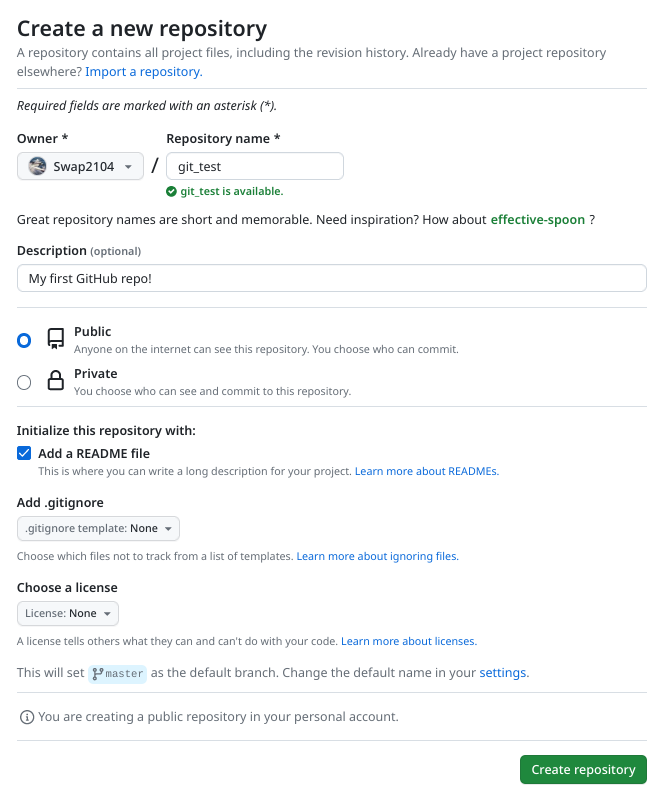 Create a new repository
A repository contains all project files, including the revision history. Already have a project repository
elsewhere? Import a repository.
Required fields are marked with an asterisk (*).
Owner *
Repository name *
Swap2104
/
git_test
git_test is available.
Great repository names are short and memorable. Need inspiration? How about effective-spoon ?
Description (optional)
My first GitHub repo!
Public
Anyone on the internet can see this repository. You choose who can commit.
Private
You choose who can see and commit to this repository.
Initialize this repository with:
Add a README file
This is where you can write a long description for your project. Learn more about READMEs.
Add .gitignore
.gitignore template: None
Choose which files not to track from a list of templates. Learn more about ignoring files.
Choose a license
License: None
A license tells others what they can and can't do with your code. Learn more about licenses.
This will set master as the default branch. Change the default name in your settings.
You are creating a public repository in your personal account.
Create repository